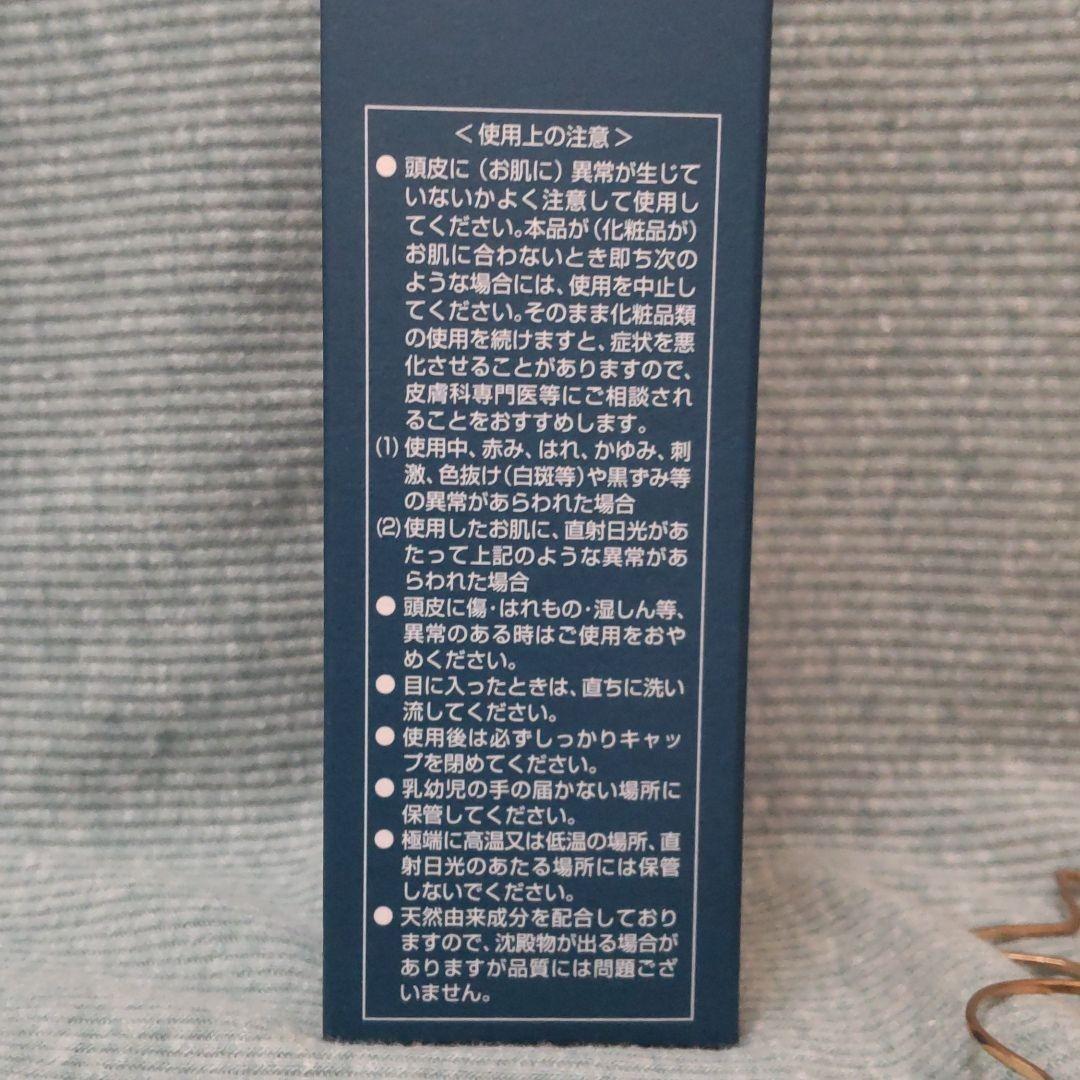 ＜使用上の注意＞
● 頭皮に（お肌に）異常が生じて
いないかよく注意して使用し
てください。本品が（化粧品が）
お肌に合わないとき即ち次の
ような場合には、使用を中止し
てください。そのまま化粧品類
の使用を続けますと、症状を悪
化させることがありますので、
皮膚科専門医等にご相談され
ることをおすすめします。
(1) 使用中、赤み、はれ、かゆみ、刺
激、色抜け（白斑等）や黒ずみ等
の異常があらわれた場合
(2) 使用したお肌に、直射日光があ
たって上記のような異常があ
らわれた場合
● 頭皮に傷・はれもの・湿しん等、
異常のある時はご使用をおや
めください。
● 目に入ったときは、直ちに洗い
流してください。
● 使用後は必ずしっかりキャッ
プを閉めてください。
● 乳幼児の手の届かない場所に
保管してください。
● 極端に高温又は低温の場所、直
射日光のあたる場所には保管
しないでください。
● 天然由来成分を配合しており
ますので、沈殿物が出る場合が
ありますが品質には問題ござ
いません。